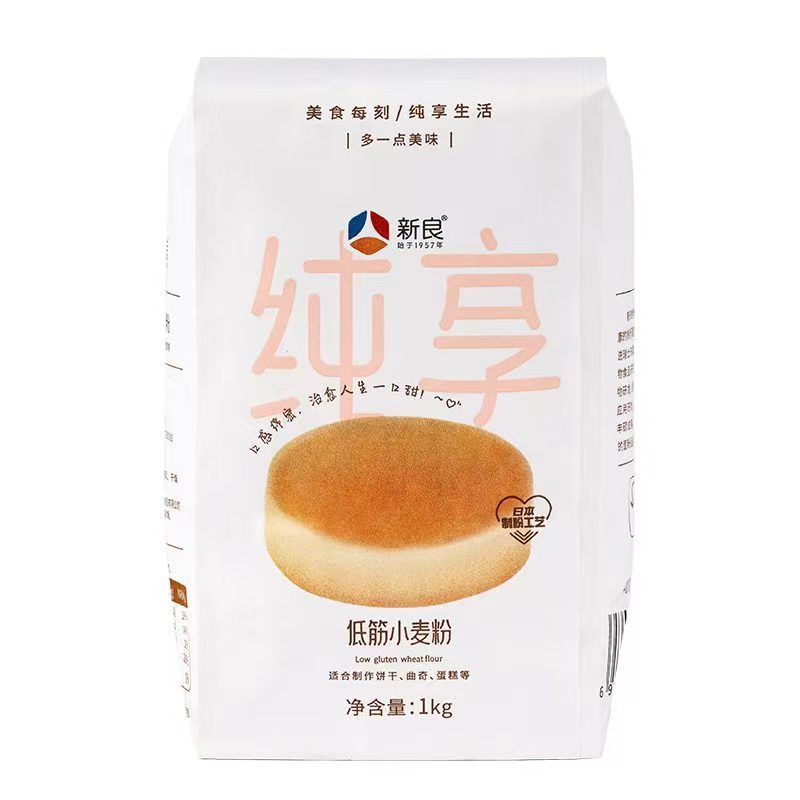 美食每刻/纯享生活
| 多一点美味 |
新良®
始于1957年
纯享
口感绵密，治愈人生一口甜！~♡
日本
制粉工艺
低筋小麦粉
Low gluten wheat flour
适合制作饼干、曲奇、蛋糕等
净含量：1kg